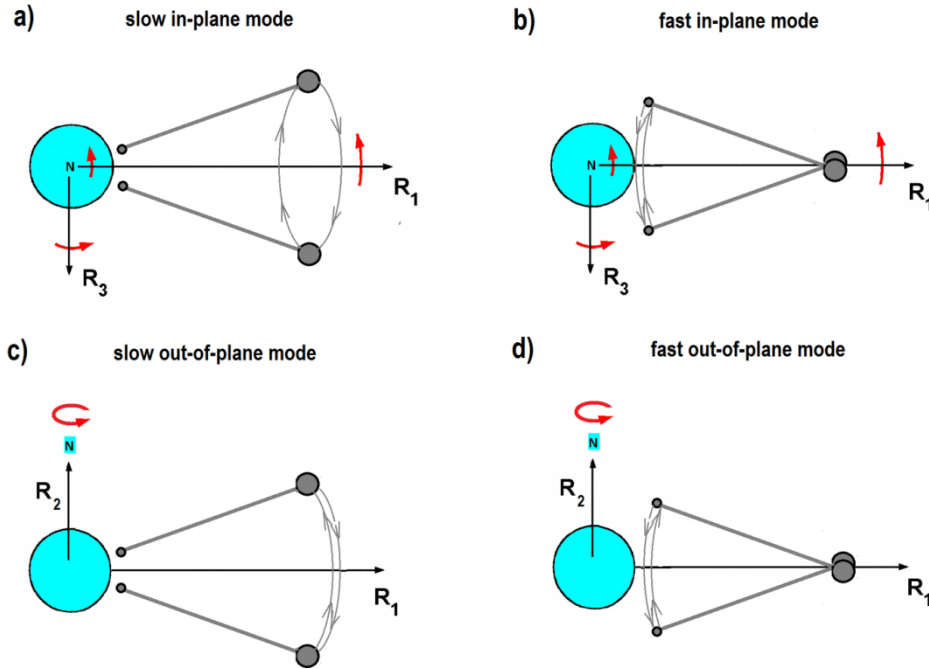 a)
slow in-plane mode
N
R1
R3
b)
fast in-plane mode
N
R1
R3
c)
slow out-of-plane mode
N
R2
R1
d)
fast out-of-plane mode
N
R2
R1